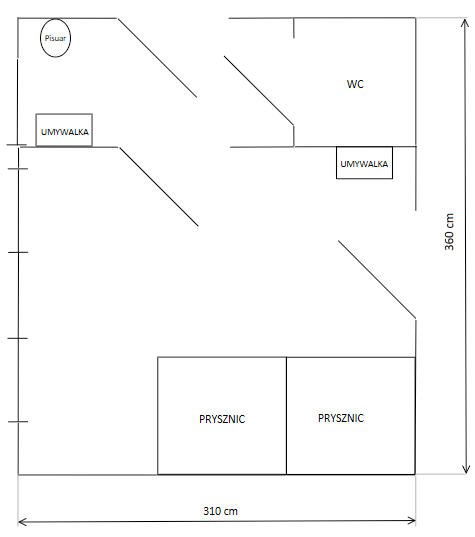 Pisuar
WC
UMYWALKA
UMYWALKA
360 cm
PRYSZNIC
PRYSZNIC
310 cm